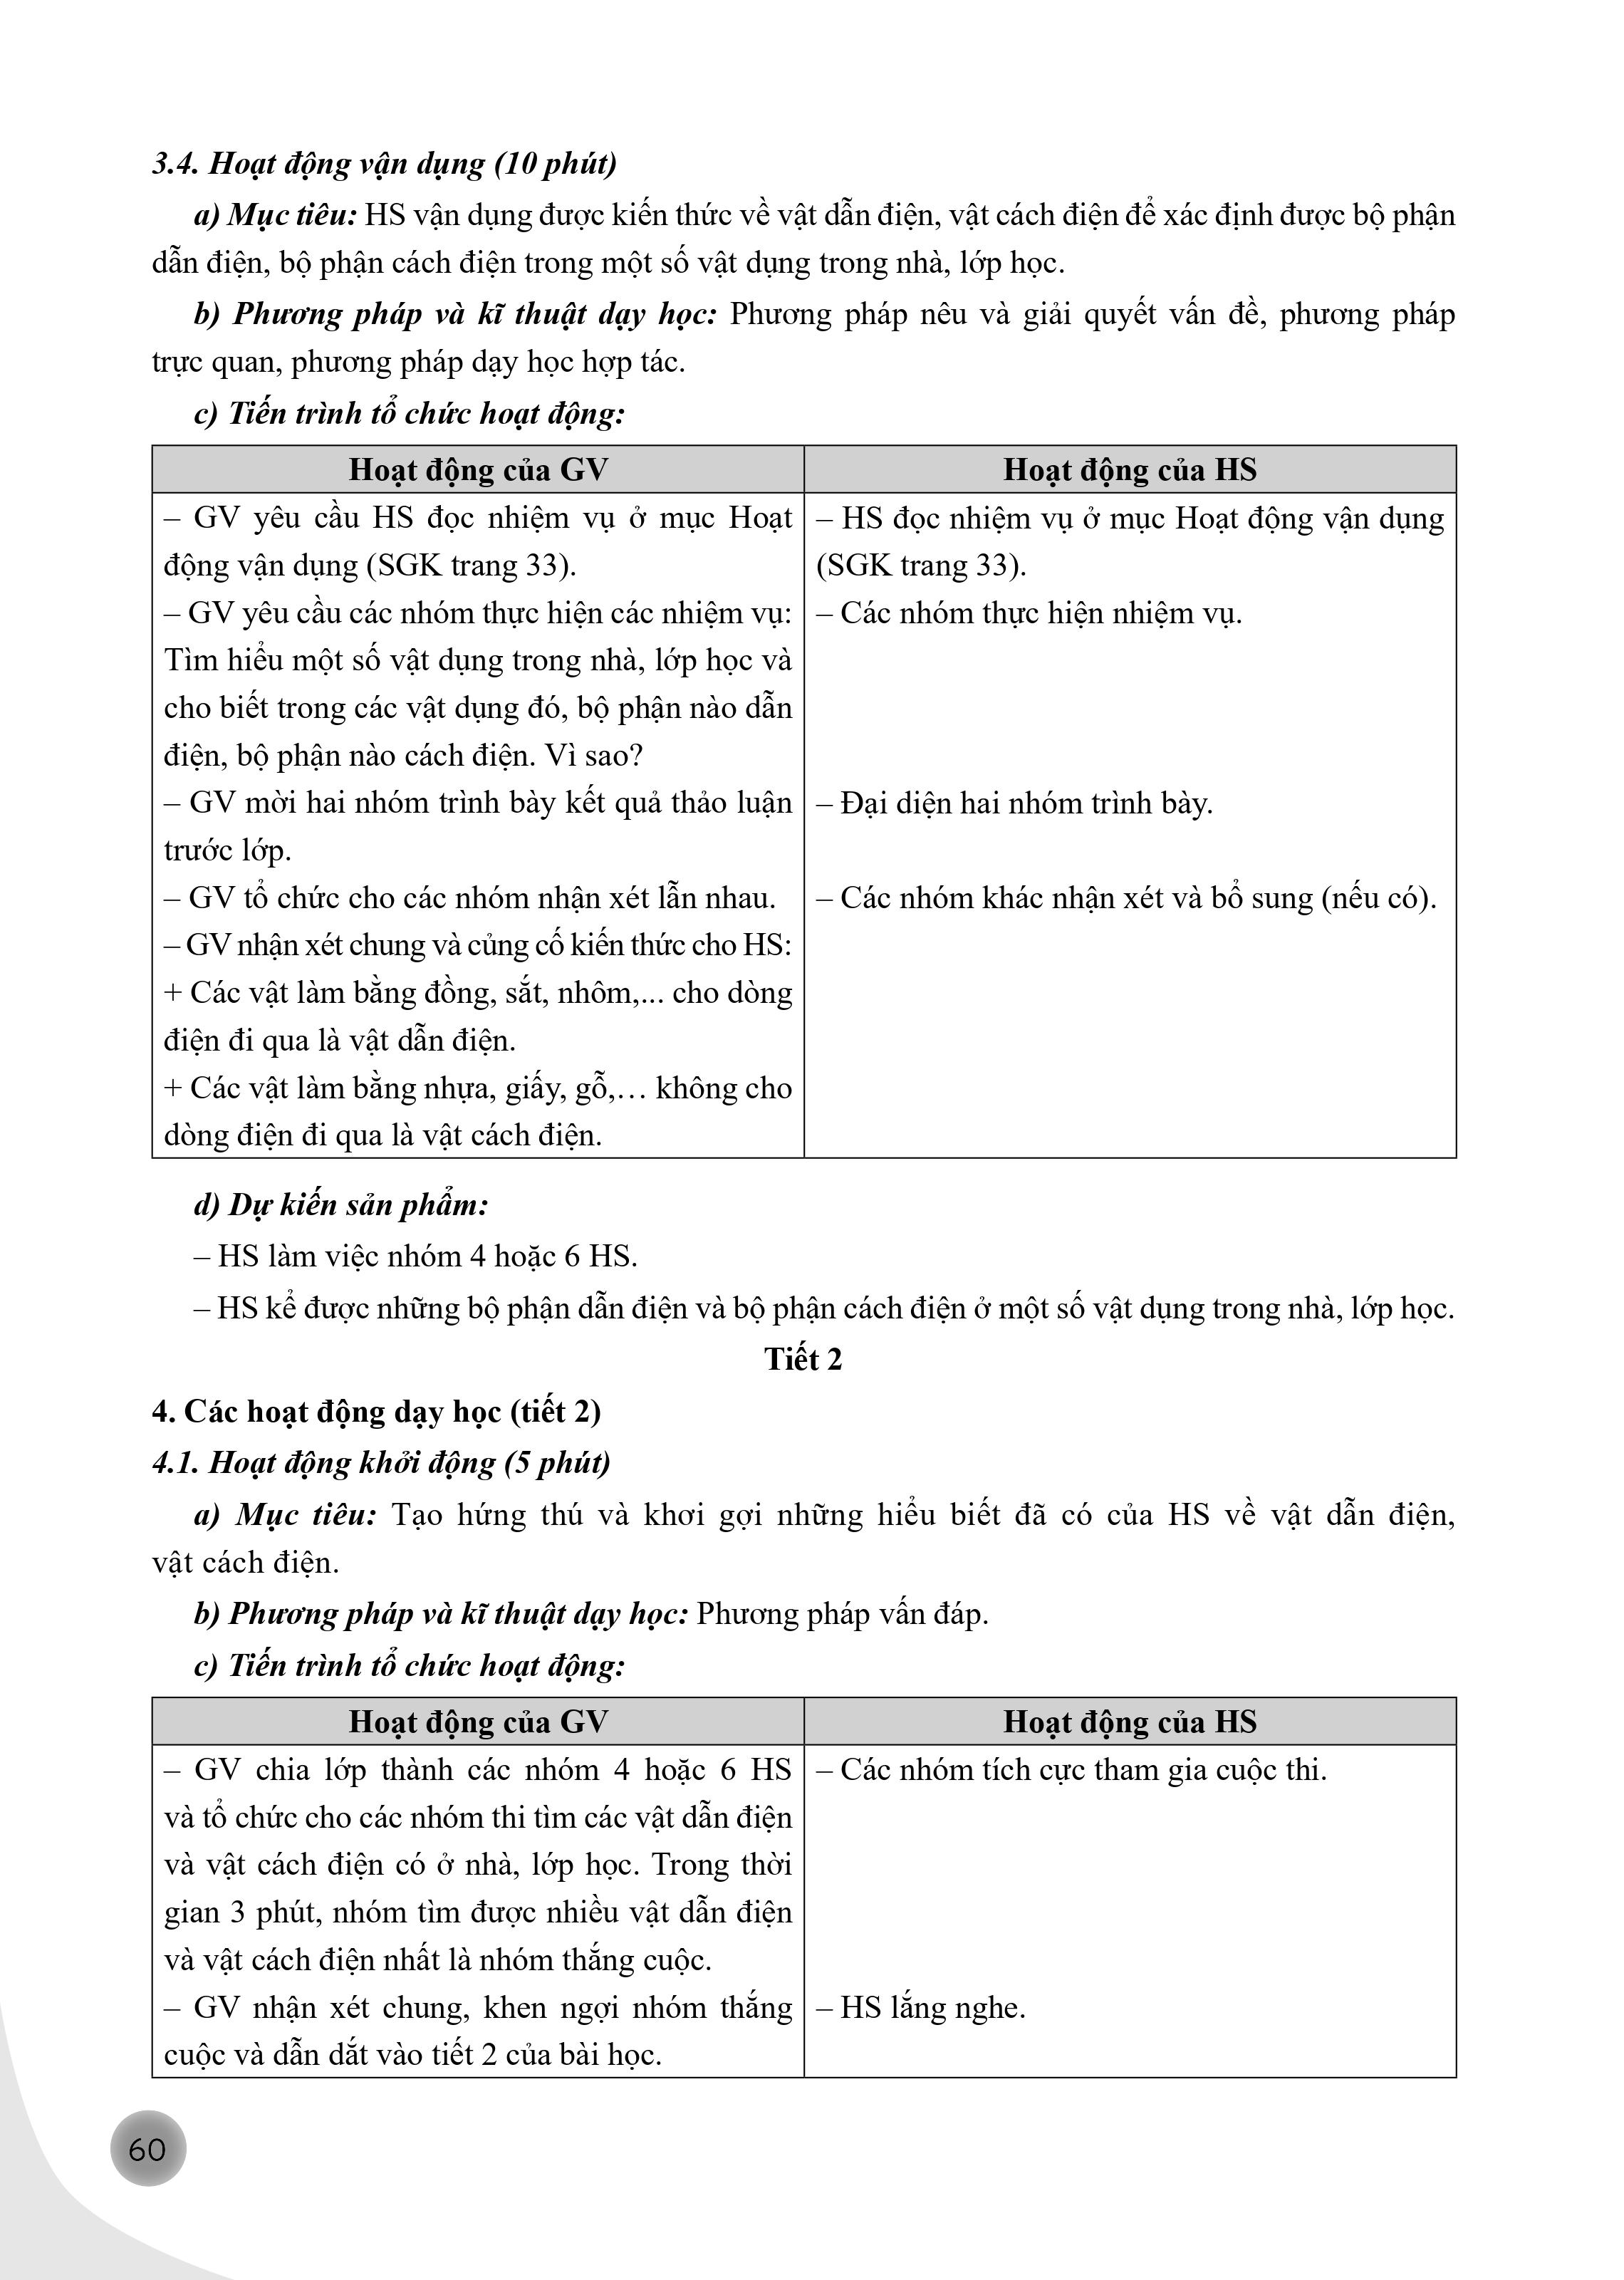 3.4. Hoạt động vận dụng (10 phút)
a) Mục tiêu: HS vận dụng được kiến thức về vật dẫn điện, vật cách điện để xác định được bộ phận
dẫn điện, bộ phận cách điện trong một số vật dụng trong nhà, lớp học.
b) Phương pháp và kĩ thuật dạy học: Phương pháp nêu và giải quyết vấn đề, phương pháp
trực quan, phương pháp dạy học hợp tác.
c) Tiến trình tổ chức hoạt động:
Hoạt động của GV
– GV yêu cầu HS đọc nhiệm vụ ở mục Hoạt
động vận dụng (SGK trang 33).
– GV yêu cầu các nhóm thực hiện các nhiệm vụ:
Tìm hiểu một số vật dụng trong nhà, lớp học và
cho biết trong các vật dụng đó, bộ phận nào dẫn
điện, bộ phận nào cách điện. Vì sao?
– GV mời hai nhóm trình bày kết quả thảo luận
trước lớp.
– GV tổ chức cho các nhóm nhận xét lẫn nhau.
– GV nhận xét chung và củng cố kiến thức cho HS:
+ Các vật làm bằng đồng, sắt, nhôm,... cho dòng
điện đi qua là vật dẫn điện.
+ Các vật làm bằng nhựa, giấy, gỗ,… không cho
dòng điện đi qua là vật cách điện.
Hoạt động của HS
– HS đọc nhiệm vụ ở mục Hoạt động vận dụng
(SGK trang 33).
– Các nhóm thực hiện nhiệm vụ.
– Đại diện hai nhóm trình bày.
– Các nhóm khác nhận xét và bổ sung (nếu có).
d) Dự kiến sản phẩm:
– HS làm việc nhóm 4 hoặc 6 HS.
– HS kể được những bộ phận dẫn điện và bộ phận cách điện ở một số vật dụng trong nhà, lớp học.
Tiết 2
4. Các hoạt động dạy học (tiết 2)
4.1. Hoạt động khởi động (5 phút)
a) Mục tiêu: Tạo hứng thú và khơi gợi những hiểu biết đã có của HS về vật dẫn điện,
vật cách điện.
b) Phương pháp và kĩ thuật dạy học: Phương pháp vấn đáp.
c) Tiến trình tổ chức hoạt động:
Hoạt động của GV
– GV chia lớp thành các nhóm 4 hoặc 6 HS
và tổ chức cho các nhóm thi tìm các vật dẫn điện
và vật cách điện có ở nhà, lớp học. Trong thời
gian 3 phút, nhóm tìm được nhiều vật dẫn điện
và vật cách điện nhất là nhóm thắng cuộc.
– GV nhận xét chung, khen ngợi nhóm thắng
cuộc và dẫn dắt vào tiết 2 của bài học.
Hoạt động của HS
– Các nhóm tích cực tham gia cuộc thi.
– HS lắng nghe.
60